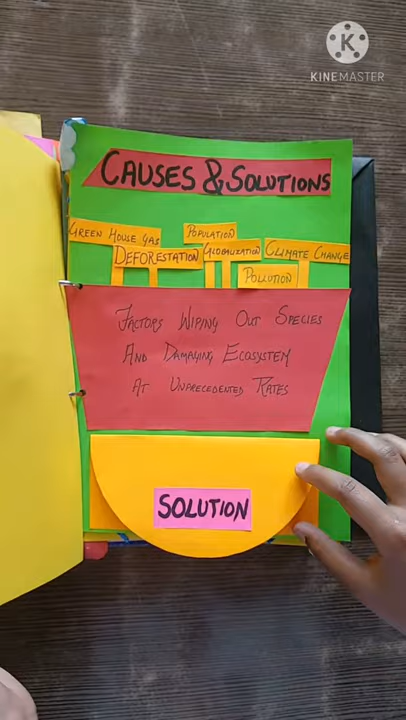 K
KINEMASTER
CAUSES & SOLUTIONS
GREEN HOUSE GAS
POPULATION
DEFORESTATION
GLOBALIZATION
CLIMATE CHANGE
POLLUTION
FACTORS WIPING OUT SPECIES
AND DAMAGING ECOSYSTEM
AT UNPRECEDENTED RATES
SOLUTION